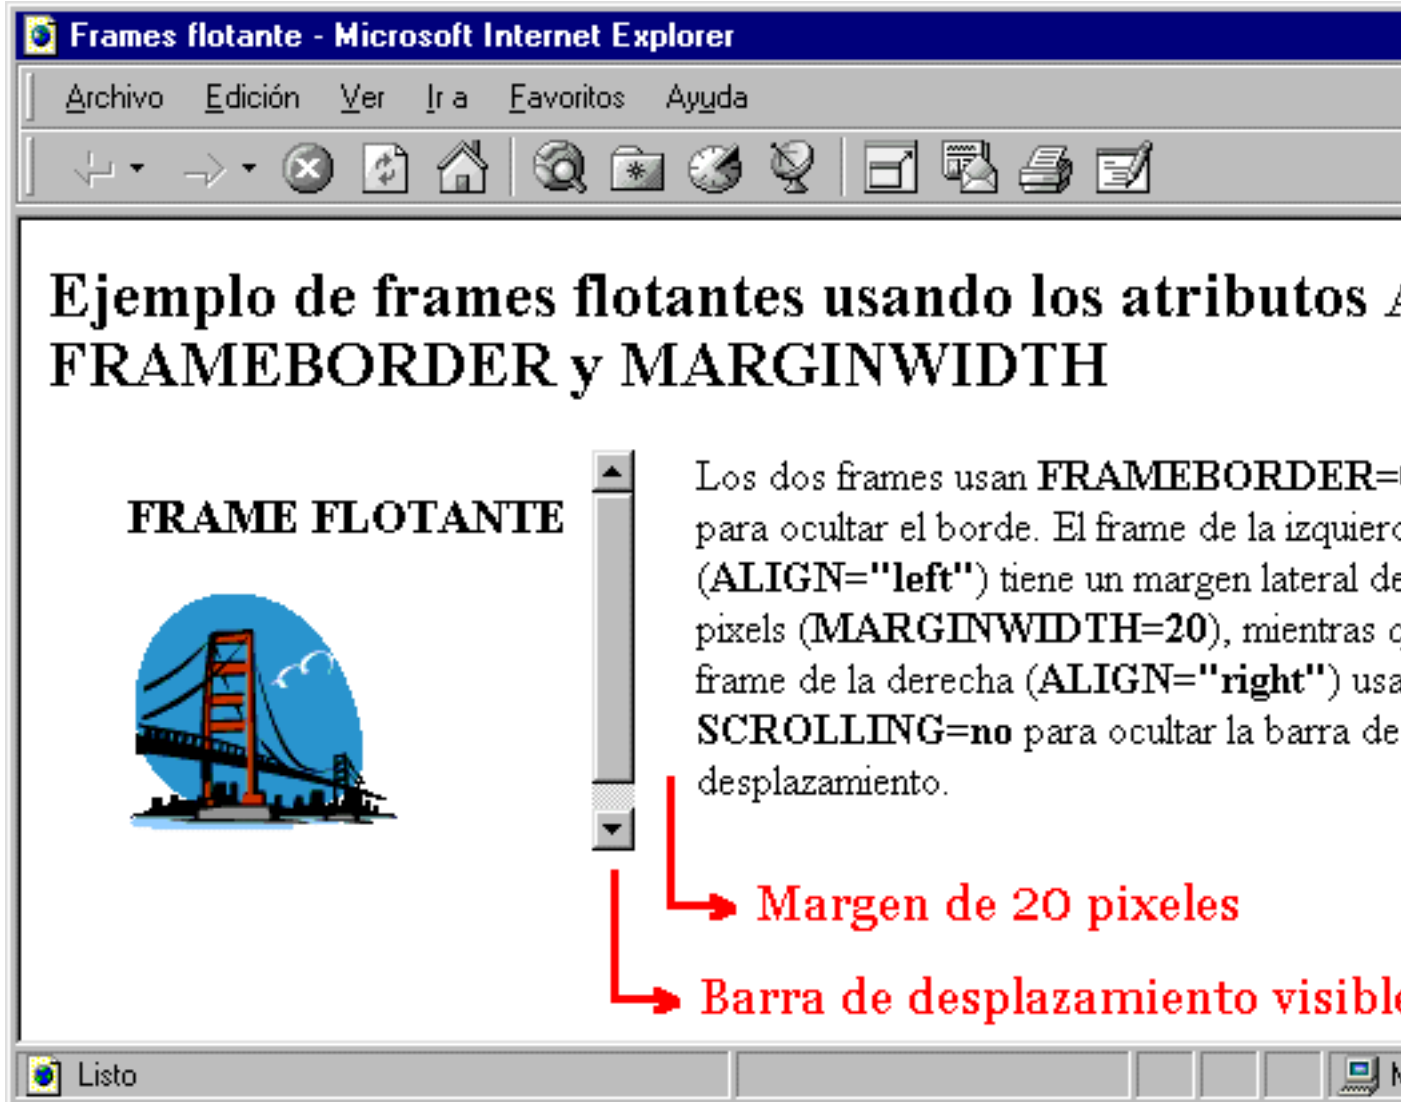 Frames flotante - Microsoft Internet Explorer
Archivo Edición Ver Ir a Favoritos Ayuda
Ejemplo de frames flotantes usando los atributos
FRAMEBORDER y MARGINWIDTH
FRAME FLOTANTE
Los dos frames usan FRAMEBORDER=
para ocultar el borde. El frame de la
(ALIGN="left") tiene un margen lateral de
pixels (MARGINWIDTH=20), mientras
frame de la derecha (ALIGN="right") usa
SCROLLING=no para ocultar la barra de
desplazamiento.
Margen de 20 pixeles
Barra de desplazamiento visible
Listo